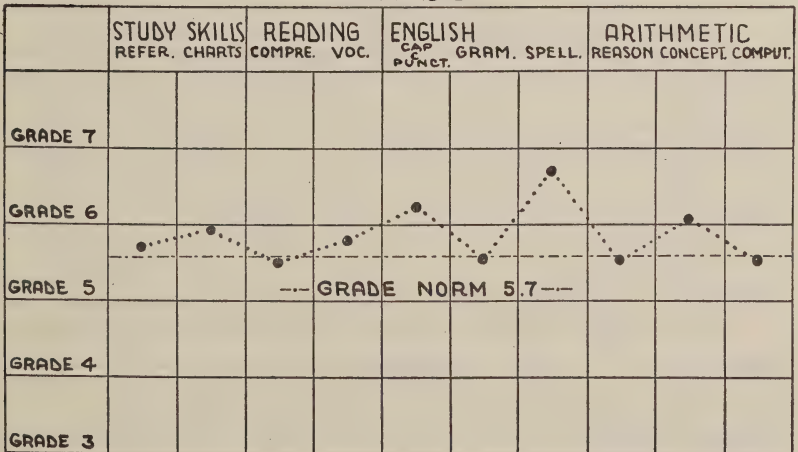 STUDY SKILLS READING ENGLISH ARITHMETIC
REFER. CHARTS COMPRE. VOC. CAP & PUNCT. GRAM. SPELL. REASON CONCEPT. COMPUT.
GRADE 7
GRADE 6
GRADE 5
GRADE NORM 5.7
GRADE 4
GRADE 3